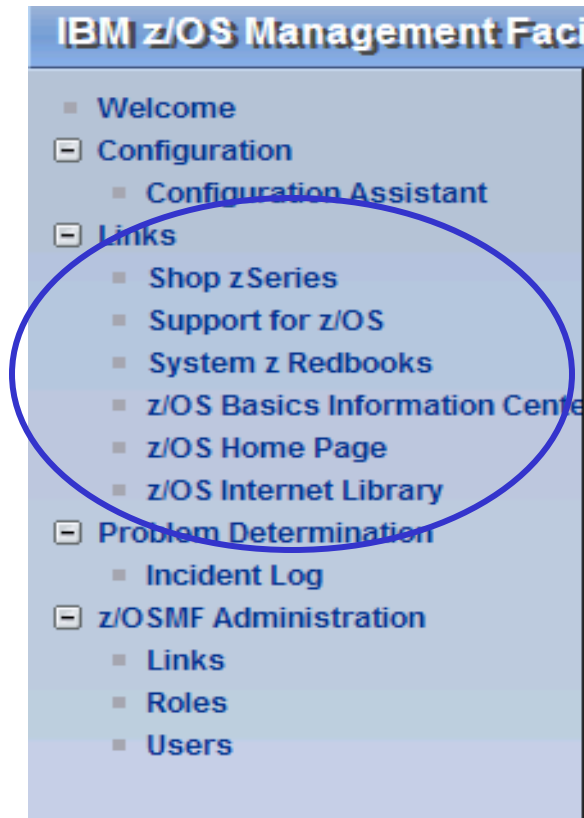 IBM z/OS Management Faci
Welcome
Configuration
Configuration Assistant
Links
Shop zSeries
Support for z/OS
System z Redbooks
z/OS Basics Information Cente
z/OS Home Page
z/OS Internet Library
Problem Determination
Incident Log
z/OSMF Administration
Links
Roles
Users